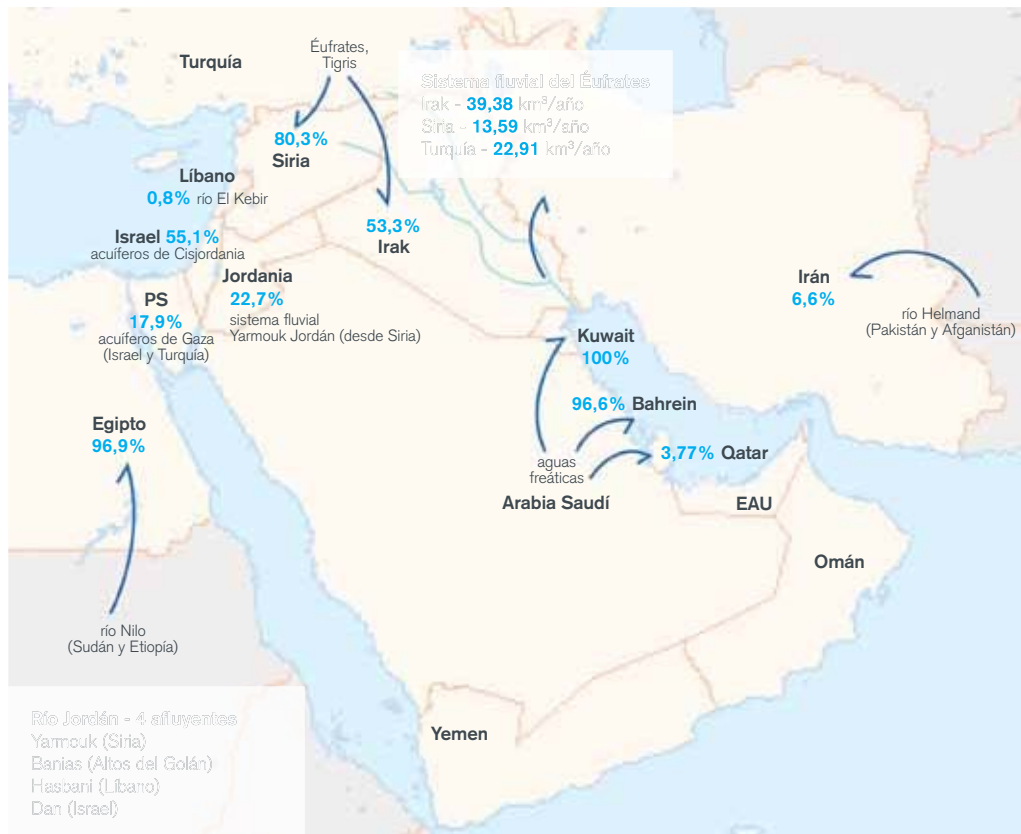 Turquía
Éufrates,
Tigris
Sistema fluvial del Éufrates
Irak - 39,38 km³/año
Siria - 13,59 km³/año
Turquía - 22,91 km³/año
80,3%
Siria
Líbano
0,8% río El Kebir
53,3%
Irak
Israel 55,1%
acuíferos de Cisjordania
Jordania
22,7%
sistema fluvial
Yarmouk Jordán (desde Siria)
PS
17,9%
acuíferos de Gaza
(Israel y Turquía)
Irán
6,6%
río Helmand
(Pakistán y Afganistán)
Kuwait
100%
96,6% Bahrein
3,77% Qatar
Egipto
96,9%
aguas
freáticas
Arabia Saudí
EAU
Omán
río Nilo
(Sudán y Etiopía)
Yemen
Río Jordán - 4 afluyentes
Yarmouk (Siria)
Banias (Altos del Golán)
Hasbani (Líbano)
Dan (Israel)